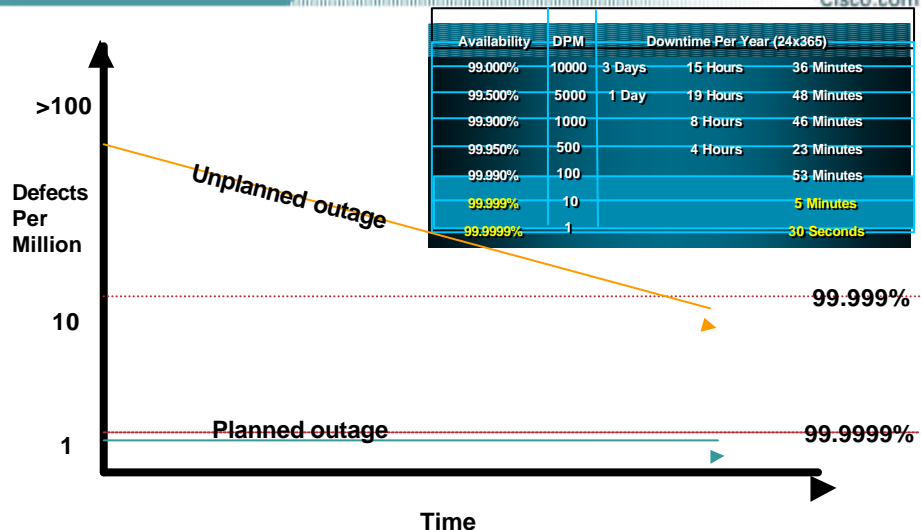 Cisco.com
Availability DPM Downtime Per Year (24x365)
99.000% 10000 3 Days 15 Hours 36 Minutes
99.500% 5000 1 Day 19 Hours 48 Minutes
99.900% 1000 8 Hours 46 Minutes
99.950% 500 4 Hours 23 Minutes
99.990% 100 53 Minutes
99.999% 10 5 Minutes
99.9999% 1 30 Seconds
>100
Defects
Per
Million
10
1
Unplanned outage
99.999%
Planned outage
99.9999%
Time